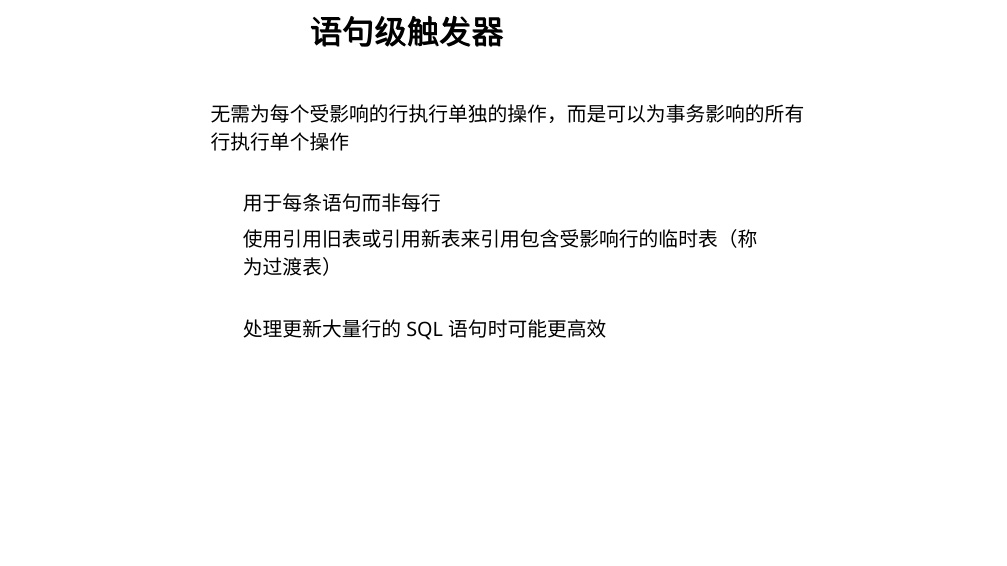 语句级触发器
无需为每个受影响的行执行单独的操作，而是可以为事务影响的所有
行执行单个操作
用于每条语句而非每行
使用引用旧表或引用新表来引用包含受影响行的临时表（称
为过渡表）
处理更新大量行的 SQL 语句时可能更高效